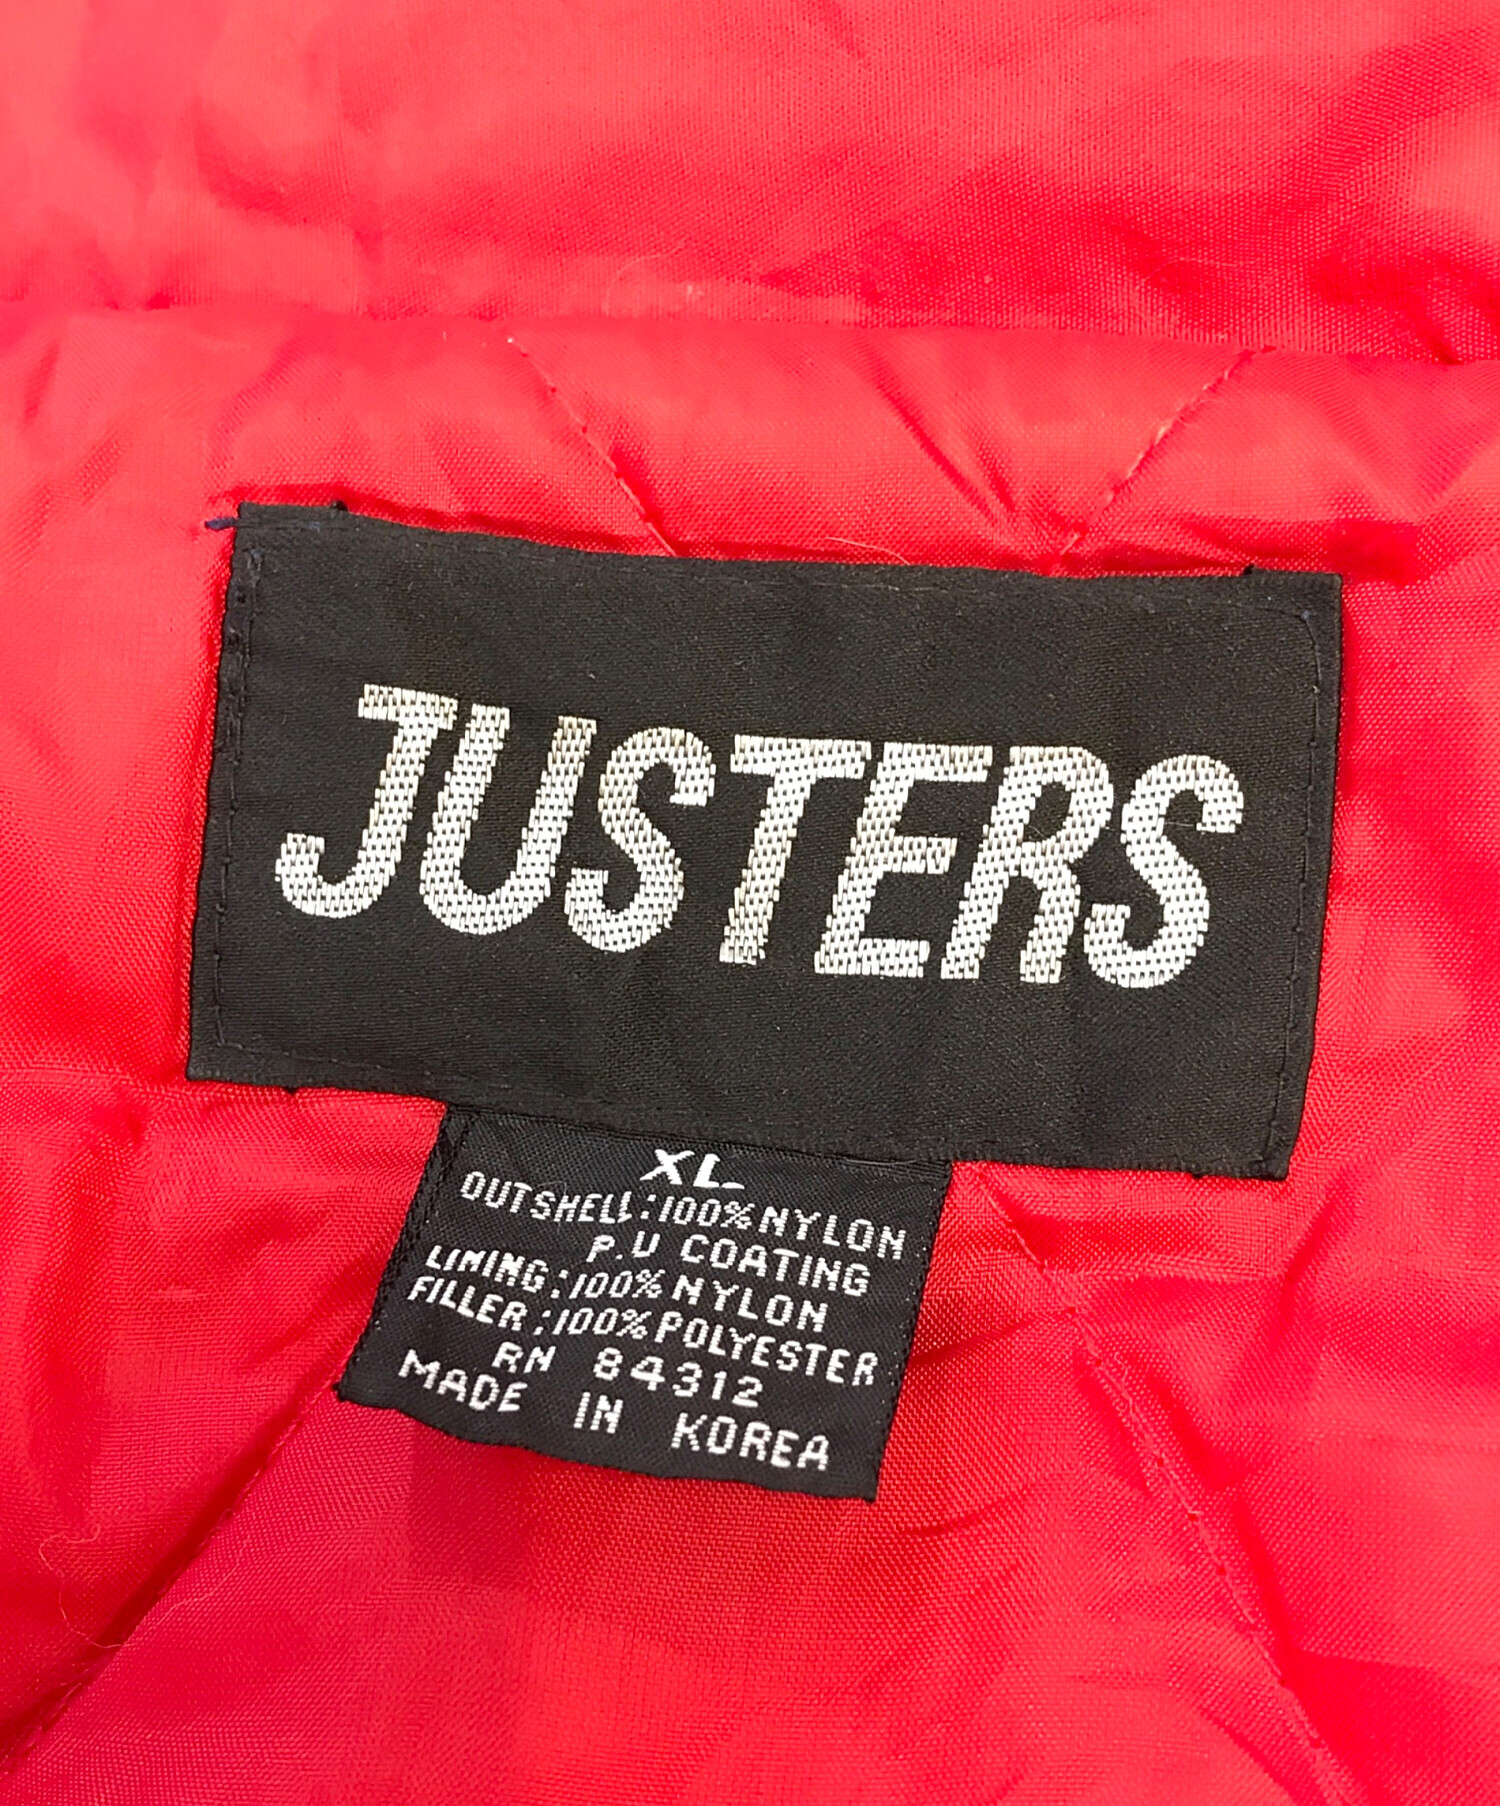 JUSTERS
XL
OUTSHELL:100%NYLON
P.U COATING
LINING:100%NYLON
FILLER:100%POLYESTER
RN 84312
MADE IN KOREA